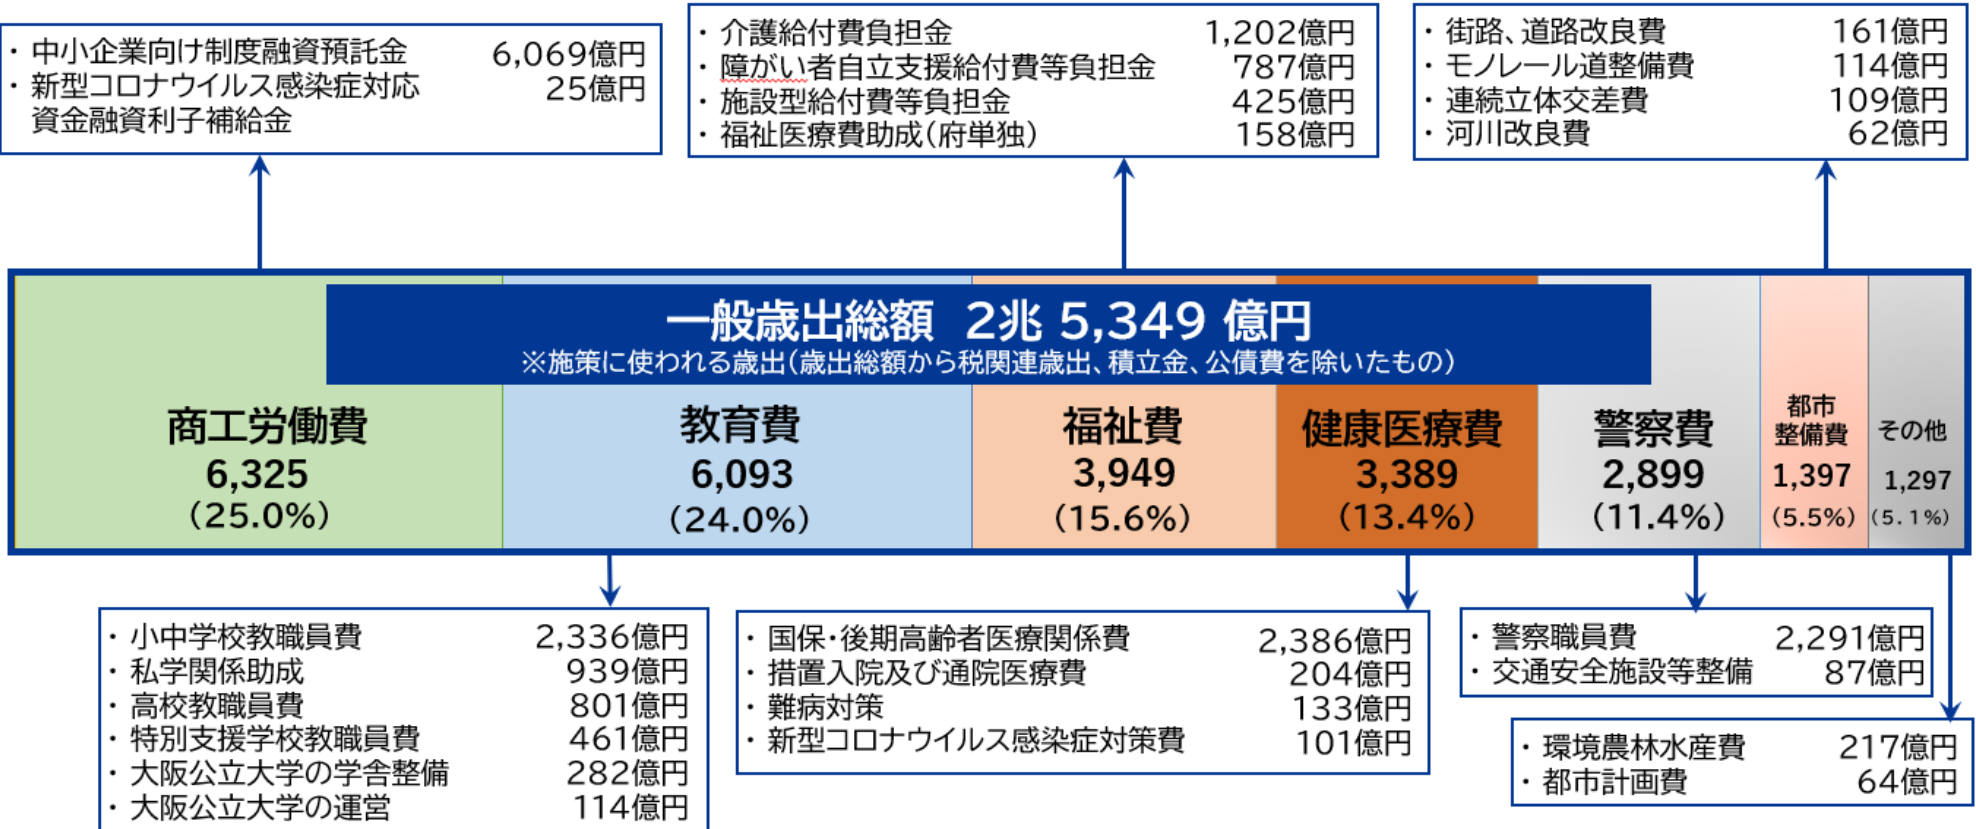 ・ 中小企業向け制度融資預託金 6,069億円
・ 新型コロナウイルス感染症対応 25億円
資金融資利子補給金
・ 介護給付費負担金 1,202億円
・ 障がい者自立支援給付費等負担金 787億円
・ 施設型給付費等負担金 425億円
・ 福祉医療費助成(府単独) 158億円
・ 街路、道路改良費 161億円
・ モノレール道整備費 114億円
・ 連続立体交差費 109億円
・ 河川改良費 62億円
一般歳出総額 2兆 5,349 億円
※施策に使われる歳出(歳出総額から税関連歳出、積立金、公債費を除いたもの)
商工労働費
6,325
(25.0%)
教育費
6,093
(24.0%)
福祉費
3,949
(15.6%)
健康医療費
3,389
(13.4%)
警察費
2,899
(11.4%)
都市
整備費
1,397
(5.5%)
その他
1,297
(5.1%)
・ 小中学校教職員費 2,336億円
・ 私学関係助成 939億円
・ 高校教職員費 801億円
・ 特別支援学校教職員費 461億円
・ 大阪公立大学の学舎整備 282億円
・ 大阪公立大学の運営 114億円
・ 国保・後期高齢者医療関係費 2,386億円
・ 措置入院及び通院医療費 204億円
・ 難病対策 133億円
・ 新型コロナウイルス感染症対策費 101億円
・ 警察職員費 2,291億円
・ 交通安全施設等整備 87億円
・ 環境農林水産費 217億円
・ 都市計画費 64億円